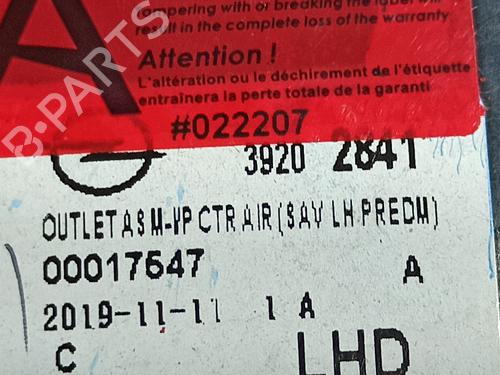 tampering with or breaking the label will
result in the complete loss of the warranty
A
Attention !
L'altération ou le déchirement de l'étiquette
entraînera la perte totale de la garanti
#022207
B-PARTS
3920 2841
OUTLET ASM-I/P CTR AIR (SAV LH PREDM)
00017647 A
2019-11-11 1 A
C LHD